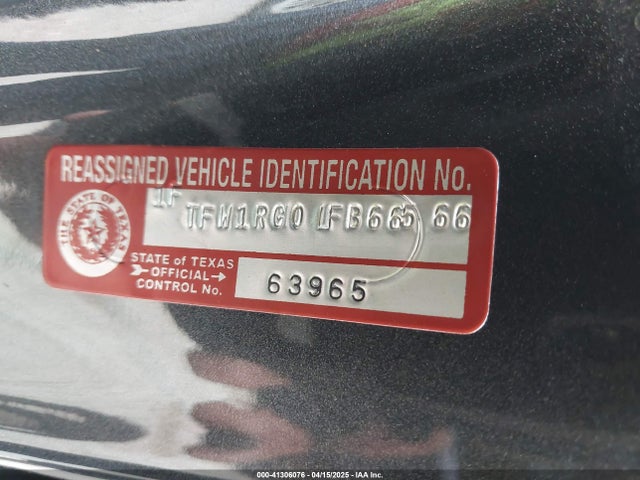 REASSIGNED VEHICLE IDENTIFICATION No.
1F
TFW1RG0 1FB665 66
THE STATE OF TEXAS
STATE of TEXAS
OFFICIAL
CONTROL No.
63965
000-41306076 - 04/15/2025 - IAA Inc.